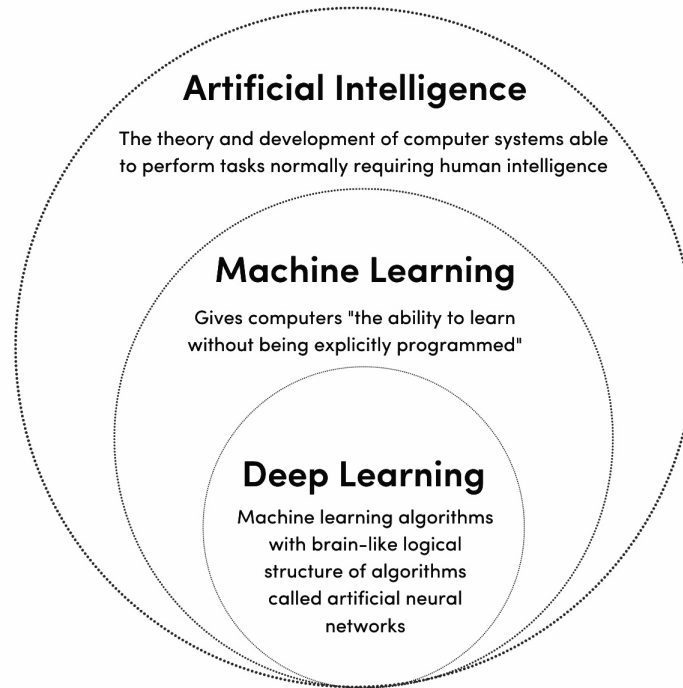 Artificial Intelligence
The theory and development of computer systems able
to perform tasks normally requiring human intelligence
Machine Learning
Gives computers "the ability to learn
without being explicitly programmed"
Deep Learning
Machine learning algorithms
with brain-like logical
structure of algorithms
called artificial neural
networks